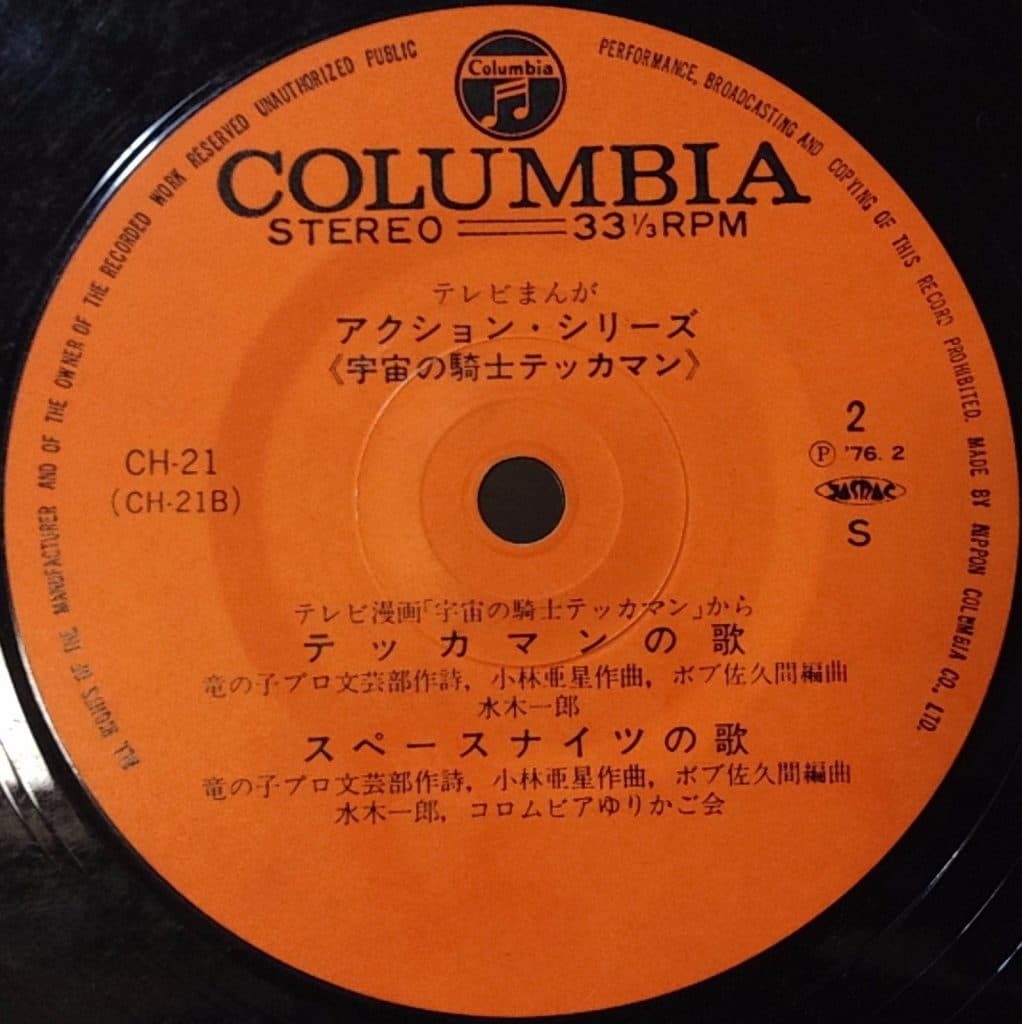 Columbia
COLUMBIA
STEREO 33 1/3 RPM
テレビまんが
アクション・シリーズ
《宇宙の騎士テッカマン》
CH-21
(CH-21B)
2
Ⓟ '76. 2
JASRAC
S
テレビ漫画「宇宙の騎士テッカマン」から
テッカマンの歌
竜の子プロ文芸部作詩, 小林亜星作曲, ボブ佐久間編曲
水木一郎
スペースナイツの歌
竜の子プロ文芸部作詩, 小林亜星作曲, ボブ佐久間編曲
水木一郎, コロムビアゆりかご会
ALL RIGHTS OF THE MANUFACTURER AND OF THE OWNER OF THE RECORDED WORK RESERVED UNAUTHORIZED PUBLIC PERFORMANCE, BROADCASTING AND COPYING OF THIS RECORD PROHIBITED. MADE BY NIPPON COLUMBIA CO., LTD.